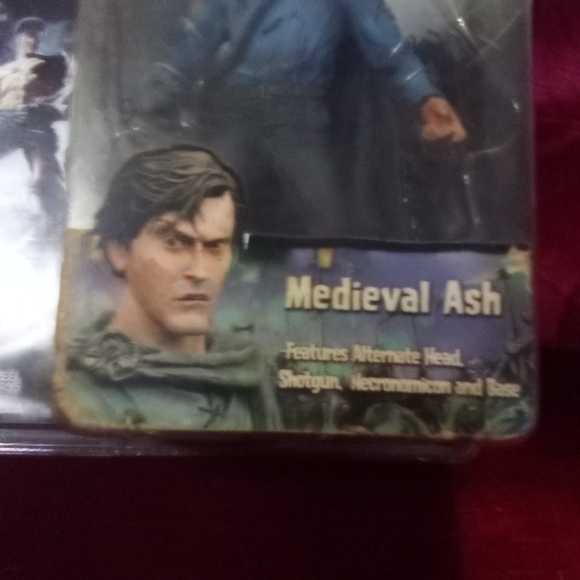 Medieval Ash
Features Alternate Head,
Shotgun, Necronomicon and Base